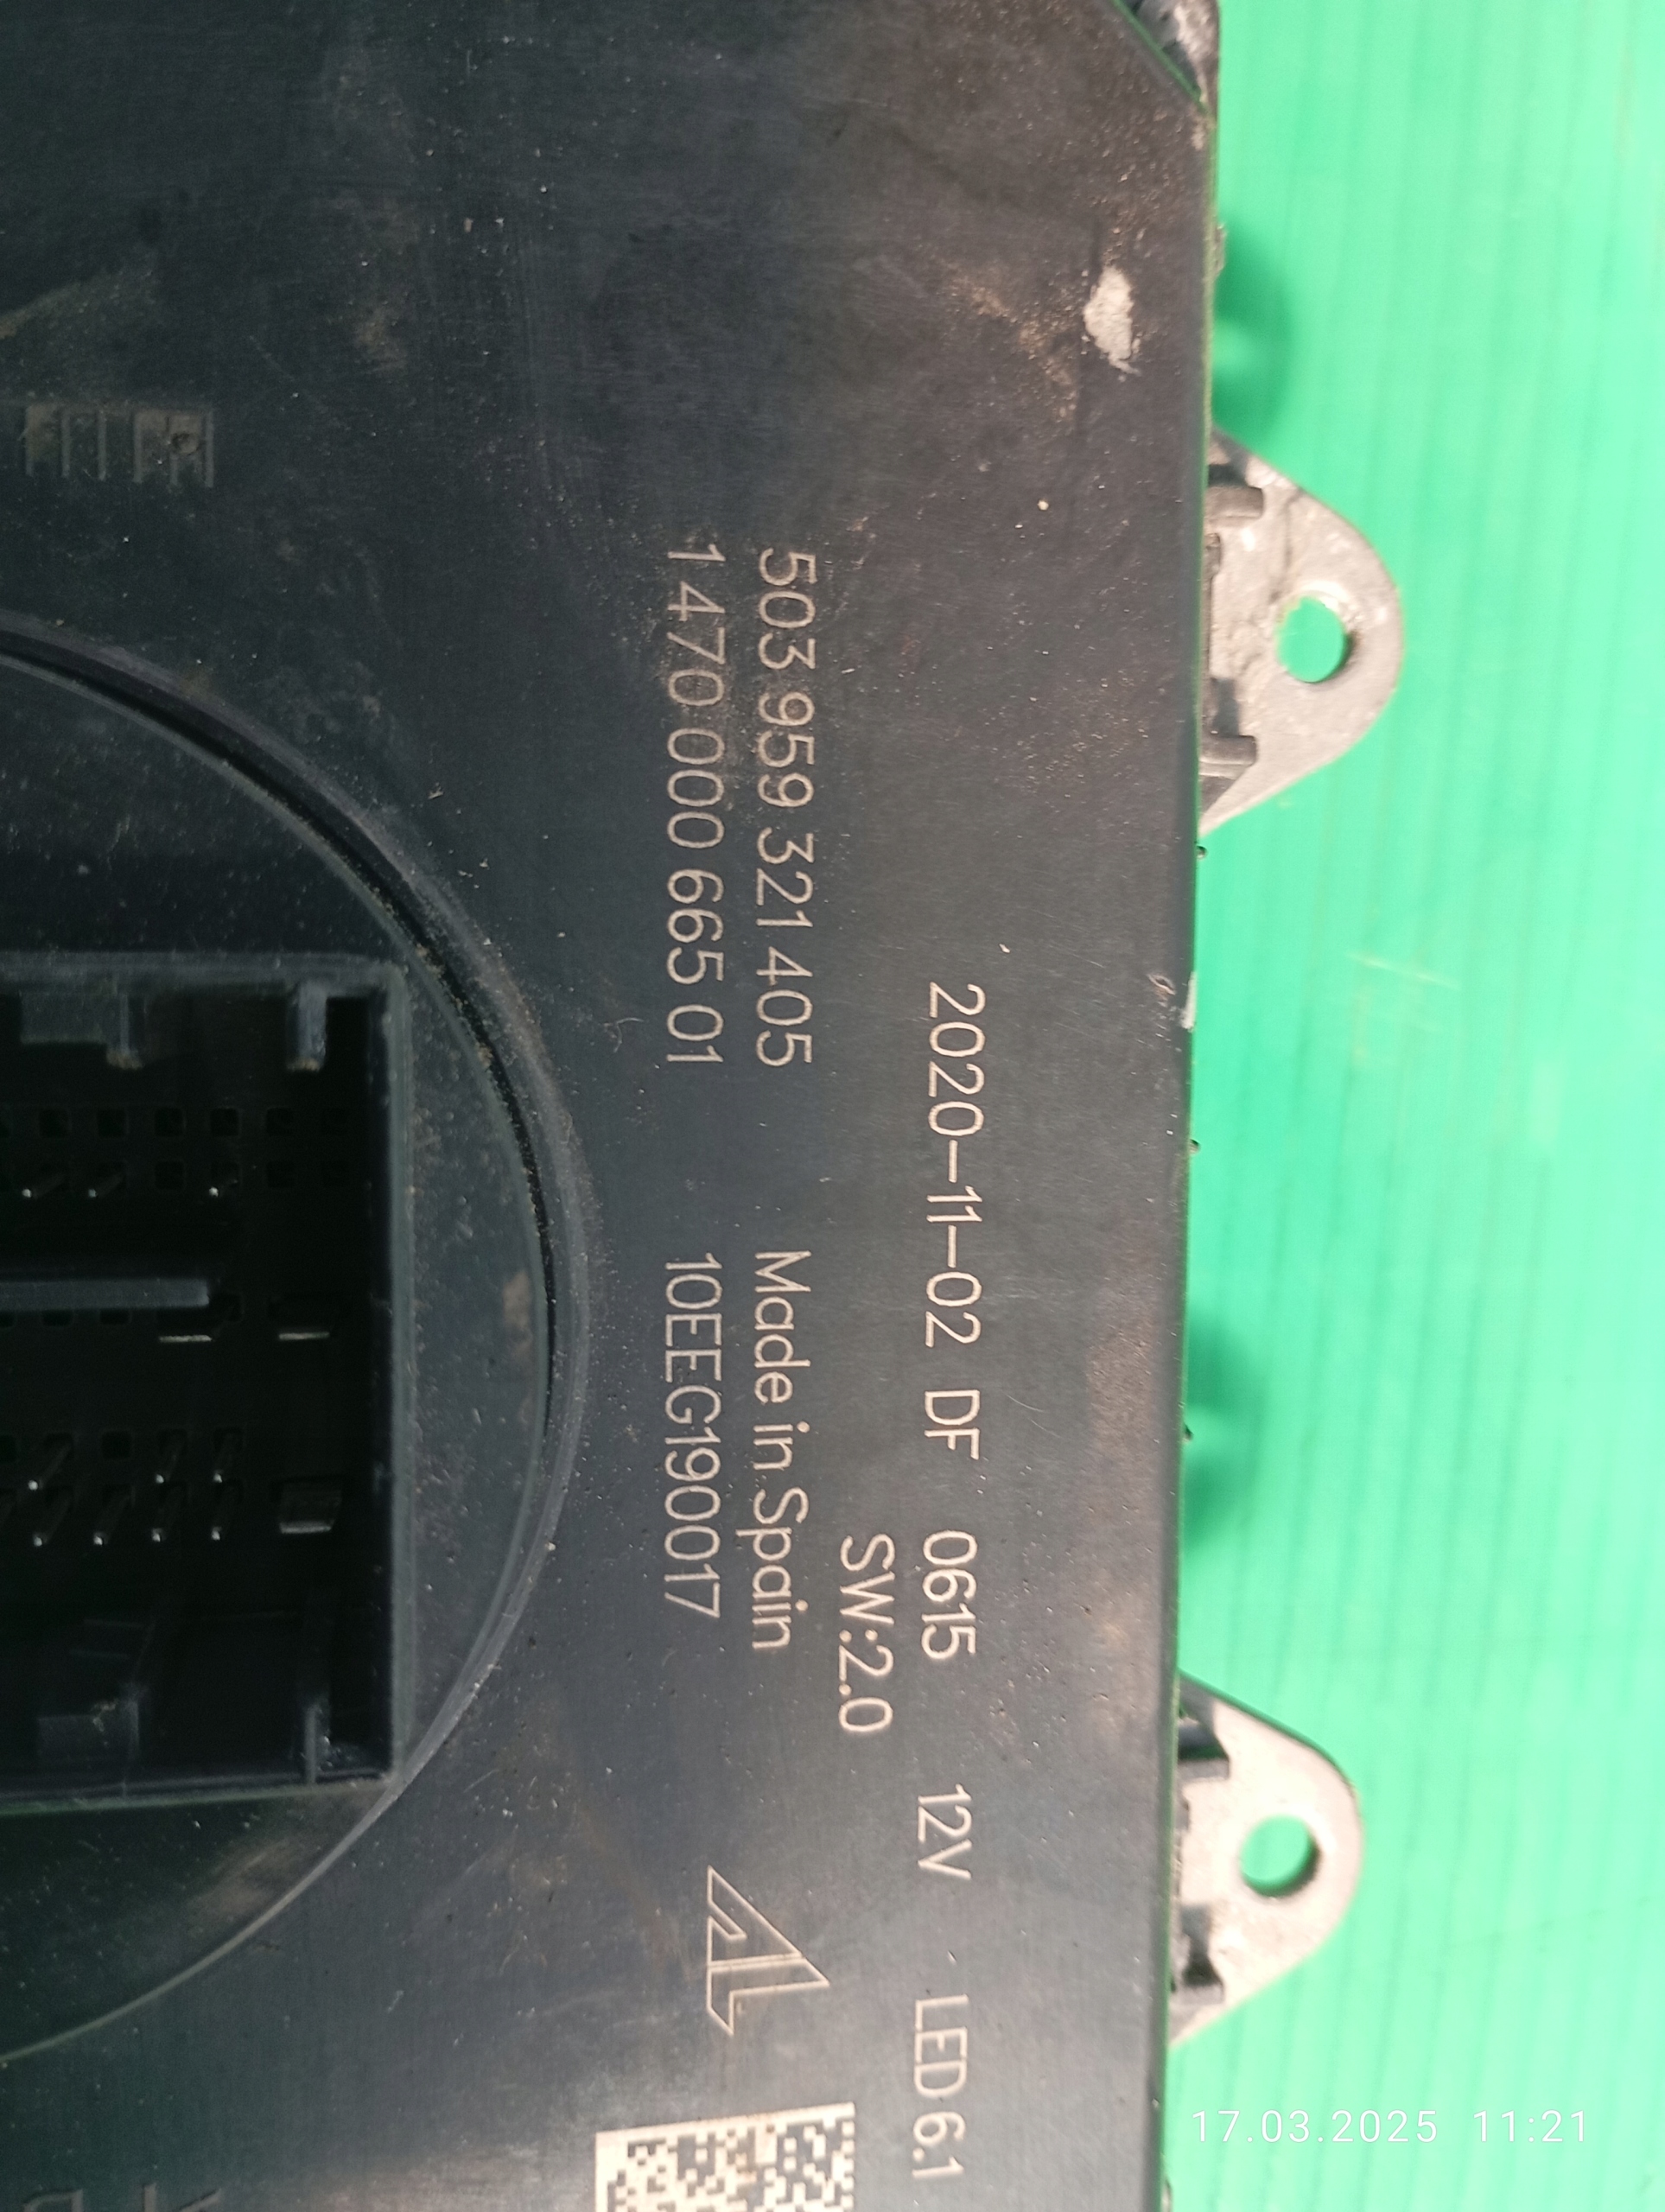 2020-11-02 DF 0615 12V LED 6.1
SW:2.0
503 959 321 405 Made in Spain
1 470 000 665 01 10EEG190017
AL
17.03.2025 11:21